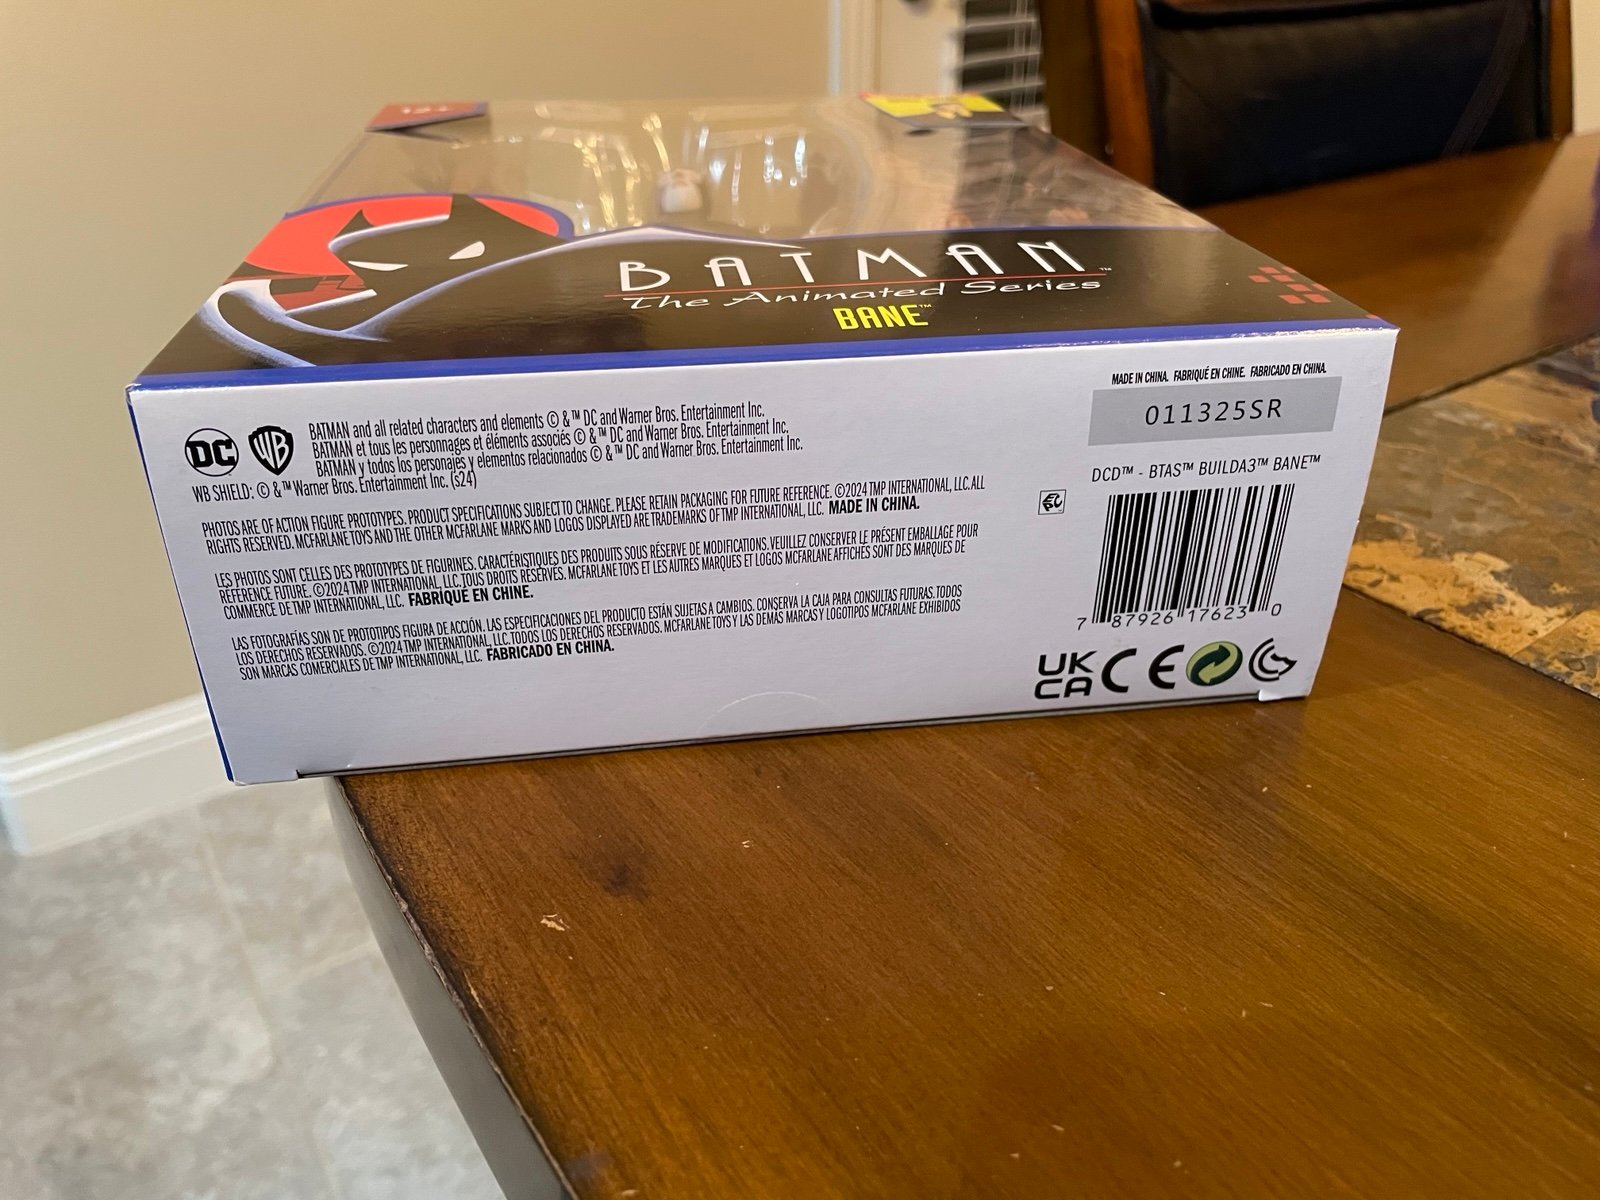 BATMAN™
The Animated Series
BANE™
DC
WB
BATMAN and all related characters and elements © & ™ DC and Warner Bros. Entertainment Inc.
BATMAN et tous les personnages et éléments associés © & ™ DC and Warner Bros. Entertainment Inc.
BATMAN y todos los personajes y elementos relacionados © & ™ DC and Warner Bros. Entertainment Inc.
WB SHIELD: © & ™ Warner Bros. Entertainment Inc. (s24)
PHOTOS ARE OF ACTION FIGURE PROTOTYPES. PRODUCT SPECIFICATIONS SUBJECT TO CHANGE. PLEASE RETAIN PACKAGING FOR FUTURE REFERENCE. ©2024 TMP INTERNATIONAL, LLC. ALL
RIGHTS RESERVED. MCFARLANE TOYS AND THE OTHER MCFARLANE MARKS AND LOGOS DISPLAYED ARE TRADEMARKS OF TMP INTERNATIONAL, LLC. MADE IN CHINA.
LES PHOTOS SONT CELLES DES PROTOTYPES DE FIGURINES. CARACTÉRISTIQUES DES PRODUITS SOUS RÉSERVE DE MODIFICATIONS. VEUILLEZ CONSERVER LE PRÉSENT EMBALLAGE POUR
RÉFERENCE FUTURE. ©2024 TMP INTERNATIONAL, LLC. TOUS DROITS RESERVÉS. MCFARLANE TOYS ET LES AUTRES MARQUES ET LOGOS MCFARLANE AFFICHÉS SONT DES MARQUES DE
COMMERCE DE TMP INTERNATIONAL, LLC. FABRIQUÉ EN CHINE.
LAS FOTOGRAFÍAS SON DE PROTOTIPOS FIGURA DE ACCIÓN. LAS ESPECIFICACIONES DEL PRODUCTO ESTÁN SUJETAS A CAMBIOS. CONSERVA LA CAJA PARA CONSULTAS FUTURAS. TODOS
LOS DERECHOS RESERVADOS. ©2024 TMP INTERNATIONAL, LLC. TODOS LOS DERECHOS RESERVADOS. MCFARLANE TOYS Y LAS DEMÁS MARCAS Y LOGOTIPOS MCFARLANE EXHIBIDOS
SON MARCAS COMERCIALES DE TMP INTERNATIONAL, LLC. FABRICADO EN CHINA.
MADE IN CHINA. FABRIQUÉ EN CHINE. FABRICADO EN CHINA.
011325SR
DCD™ - BTAS™ BUILDA3™ BANE™
7 87926 17623 0
UK
CA
CE